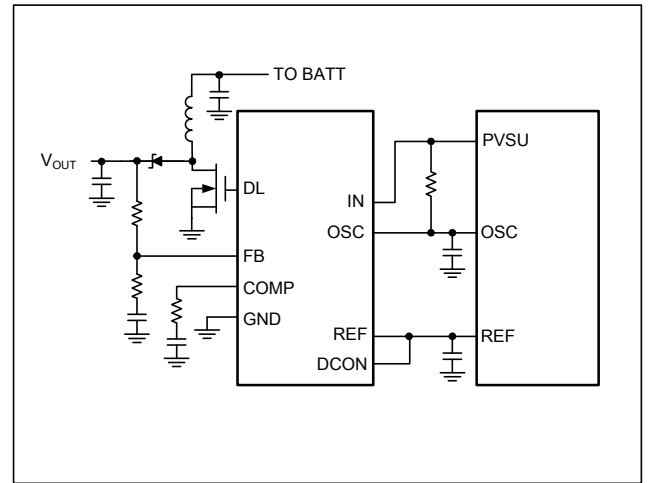 TO BATT
V_OUT
DL
FB
COMP
GND
IN
OSC
REF
DCON
PVSU
OSC
REF